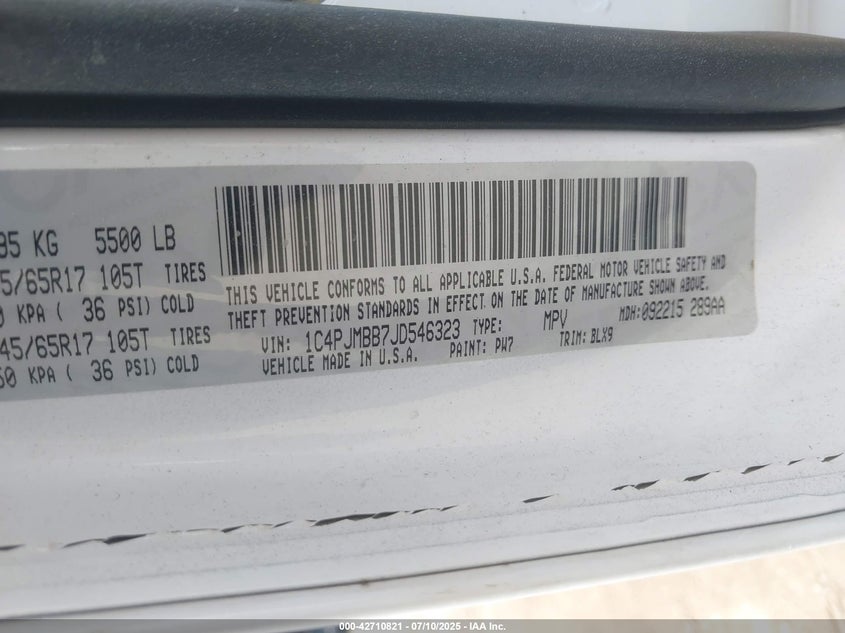 95 KG 5500 LB
5/65R17 105T TIRES
0 KPA ( 36 PSI) COLD
45/65R17 105T TIRES
50 KPA ( 36 PSI) COLD
THIS VEHICLE CONFORMS TO ALL APPLICABLE U.S.A. FEDERAL MOTOR VEHICLE SAFETY AND
THEFT PREVENTION STANDARDS IN EFFECT ON THE DATE OF MANUFACTURE SHOWN ABOVE.
VIN: 1C4PJMBB7JD546323 TYPE: MPV MDH:092215 289AA
VEHICLE MADE IN U.S.A. PAINT: PW7 TRIM: BLX9
000-42710821 - 07/10/2025 - IAA Inc.